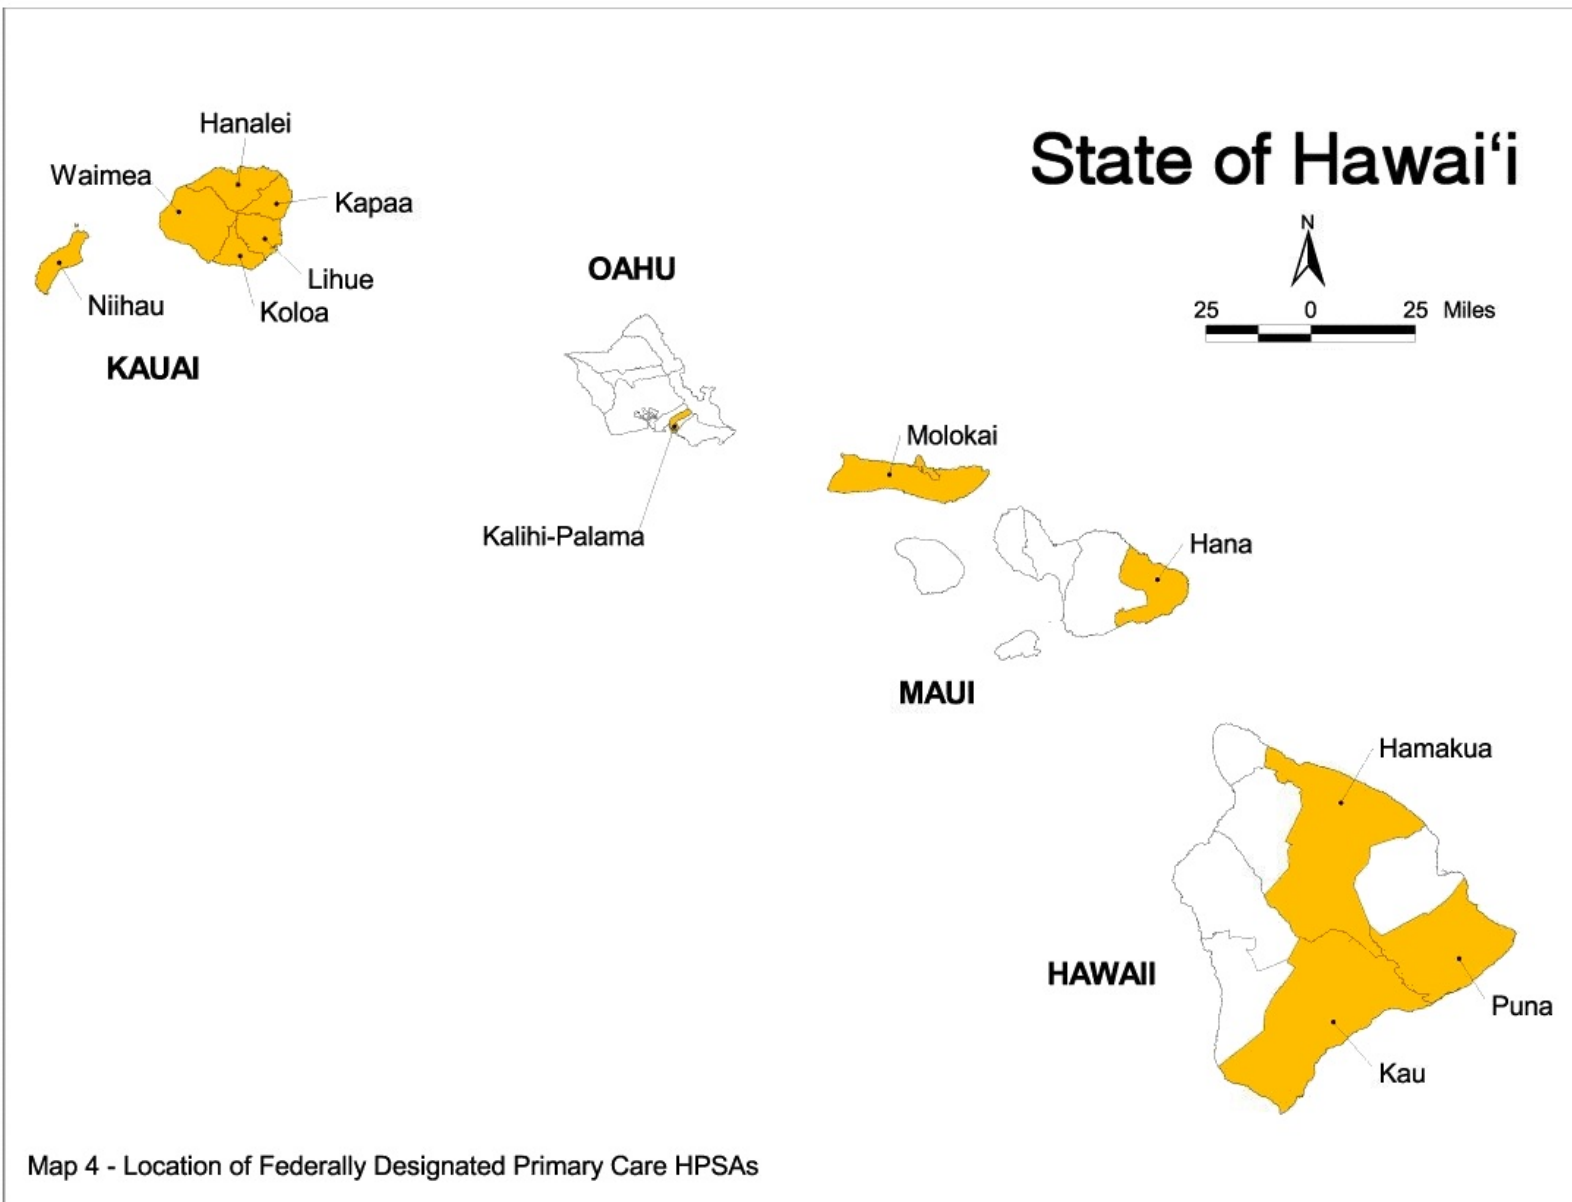 State of Hawai‘i
N
25 0 25 Miles
Hanalei
Waimea
Kapaa
Lihue
Niihau
Koloa
KAUAI
OAHU
Kalihi-Palama
Molokai
Hana
MAUI
Hamakua
HAWAII
Puna
Kau
Map 4 - Location of Federally Designated Primary Care HPSAs